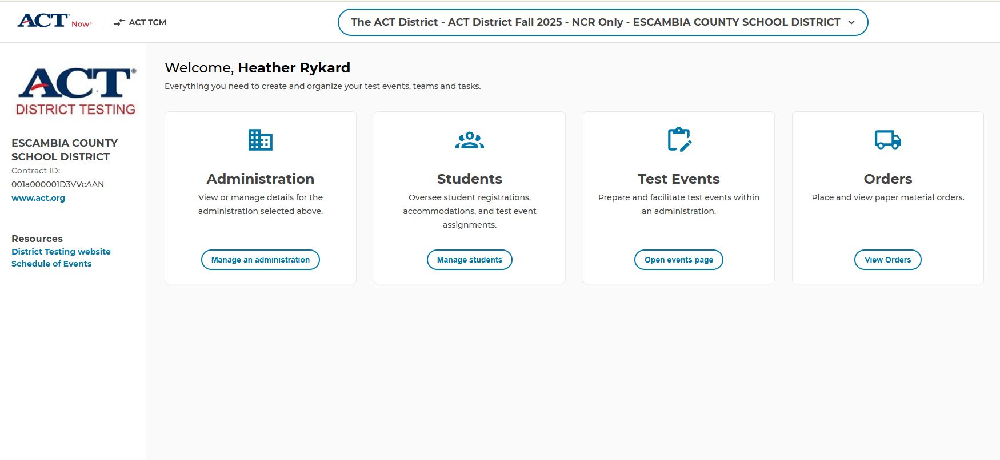 ACT® Now™ ACT TCM
The ACT District - ACT District Fall 2025 - NCR Only - ESCAMBIA COUNTY SCHOOL DISTRICT
ACT®
DISTRICT TESTING
ESCAMBIA COUNTY
SCHOOL DISTRICT
Contract ID:
001a000001D3VVcAAN
www.act.org
Resources
District Testing website
Schedule of Events
Welcome, Heather Rykard
Everything you need to create and organize your test events, teams and tasks.
Administration
View or manage details for the
administration selected above.
Manage an administration
Students
Oversee student registrations,
accommodations, and test event
assignments.
Manage students
Test Events
Prepare and facilitate test events within
an administration.
Open events page
Orders
Place and view paper material orders.
View Orders